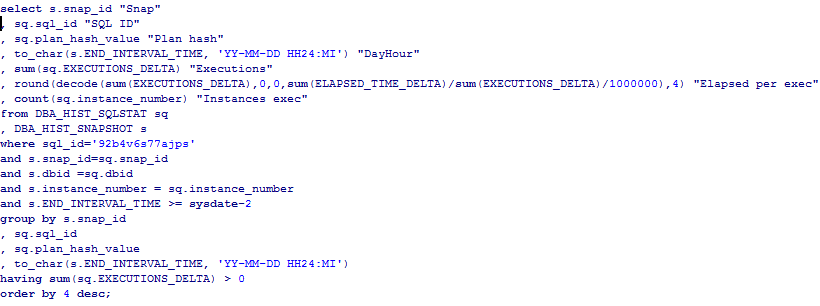 select s.snap_id "Snap"
, sq.sql_id "SQL ID"
, sq.plan_hash_value "Plan hash"
, to_char(s.END_INTERVAL_TIME, 'YY-MM-DD HH24:MI') "DayHour"
, sum(sq.EXECUTIONS_DELTA) "Executions"
, round(decode(sum(EXECUTIONS_DELTA),0,0,sum(ELAPSED_TIME_DELTA)/sum(EXECUTIONS_DELTA)/1000000),4) "Elapsed per exec"
, count(sq.instance_number) "Instances exec"
from DBA_HIST_SQLSTAT sq
, DBA_HIST_SNAPSHOT s
where sql_id='92b4v6s77ajps'
and s.snap_id=sq.snap_id
and s.dbid =sq.dbid
and s.instance_number = sq.instance_number
and s.END_INTERVAL_TIME >= sysdate-2
group by s.snap_id
, sq.sql_id
, sq.plan_hash_value
, to_char(s.END_INTERVAL_TIME, 'YY-MM-DD HH24:MI')
having sum(sq.EXECUTIONS_DELTA) > 0
order by 4 desc;